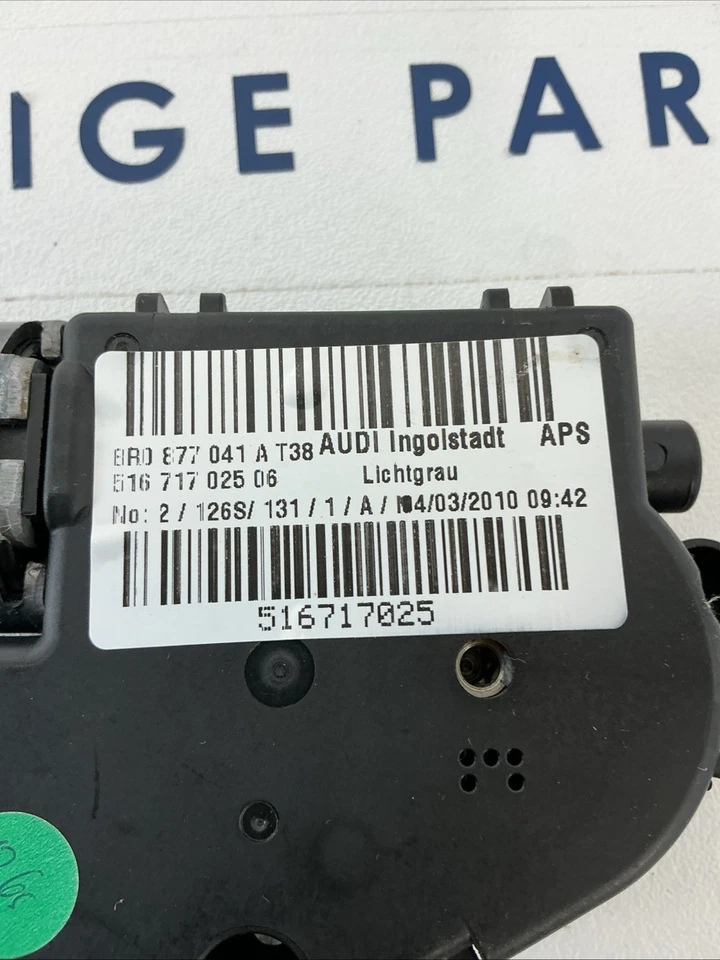 IGE PAR
8R0 877 041 A T38 AUDI Ingolstadt APS
516 717 025 06 Lichtgrau
No: 2 / 126S/ 131 / 1 / A / 04/03/2010 09:42
516717025